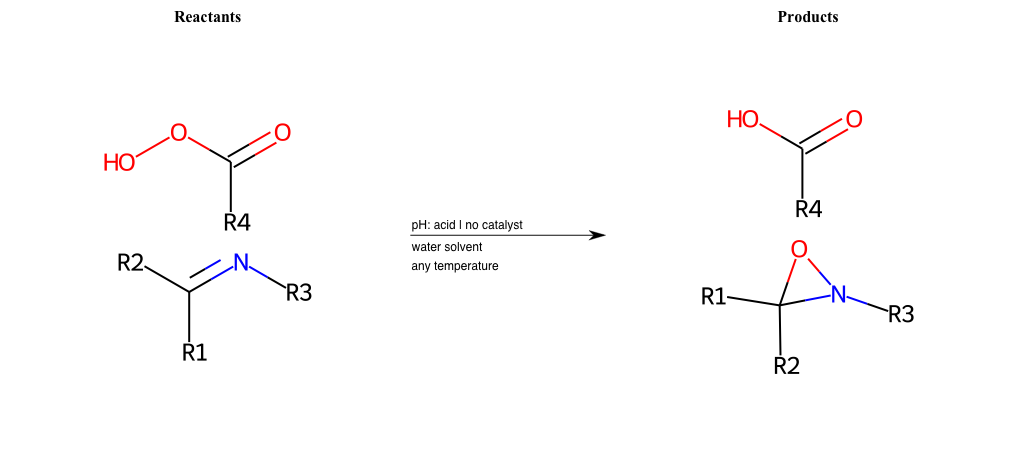 Reactants
Products
O
O
HO
R4
R2
N
R3
R1
pH: acid | no catalyst
water solvent
any temperature
HO
O
R4
O
R1
N
R3
R2